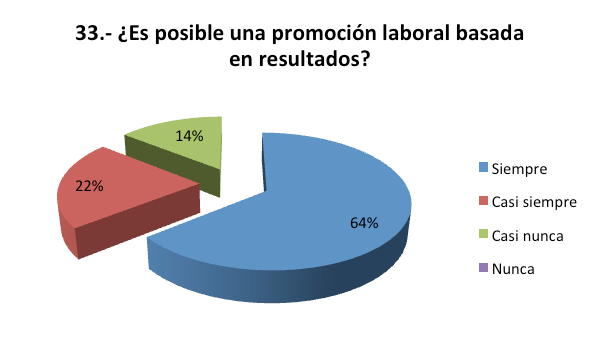 33.- ¿Es posible una promoción laboral basada
en resultados?
14%
22%
64%
Siempre
Casi siempre
Casi nunca
Nunca